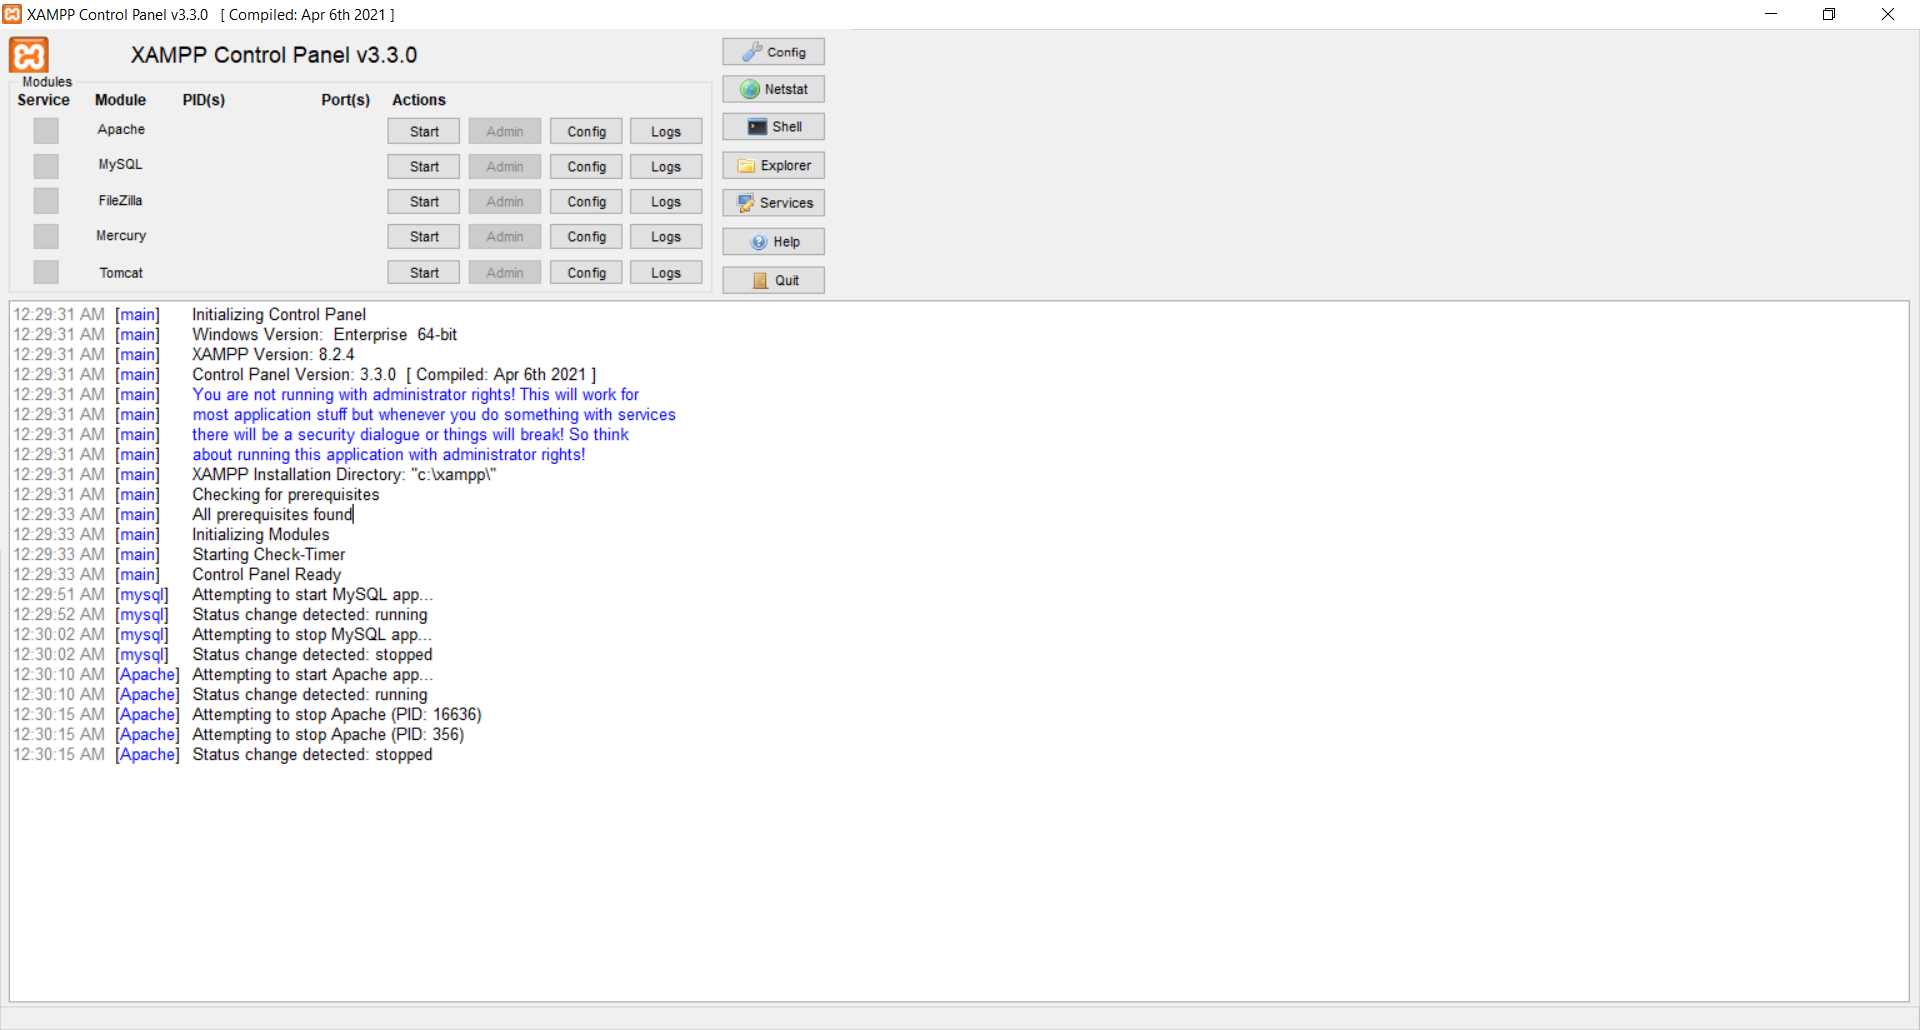 XAMPP Control Panel v3.3.0 [ Compiled: Apr 6th 2021 ]
XAMPP Control Panel v3.3.0
Modules
Service Module PID(s) Port(s) Actions
Apache Start Admin Config Logs
MySQL Start Admin Config Logs
FileZilla Start Admin Config Logs
Mercury Start Admin Config Logs
Tomcat Start Admin Config Logs
Config
Netstat
Shell
Explorer
Services
Help
Quit
12:29:31 AM [main] Initializing Control Panel
12:29:31 AM [main] Windows Version: Enterprise 64-bit
12:29:31 AM [main] XAMPP Version: 8.2.4
12:29:31 AM [main] Control Panel Version: 3.3.0 [ Compiled: Apr 6th 2021 ]
12:29:31 AM [main] You are not running with administrator rights! This will work for
12:29:31 AM [main] most application stuff but whenever you do something with services
12:29:31 AM [main] there will be a security dialogue or things will break! So think
12:29:31 AM [main] about running this application with administrator rights!
12:29:31 AM [main] XAMPP Installation Directory: "c:\xampp\"
12:29:31 AM [main] Checking for prerequisites
12:29:33 AM [main] All prerequisites found
12:29:33 AM [main] Initializing Modules
12:29:33 AM [main] Starting Check-Timer
12:29:33 AM [main] Control Panel Ready
12:29:51 AM [mysql] Attempting to start MySQL app...
12:29:52 AM [mysql] Status change detected: running
12:30:02 AM [mysql] Attempting to stop MySQL app...
12:30:02 AM [mysql] Status change detected: stopped
12:30:10 AM [Apache] Attempting to start Apache app...
12:30:10 AM [Apache] Status change detected: running
12:30:15 AM [Apache] Attempting to stop Apache (PID: 16636)
12:30:15 AM [Apache] Attempting to stop Apache (PID: 356)
12:30:15 AM [Apache] Status change detected: stopped